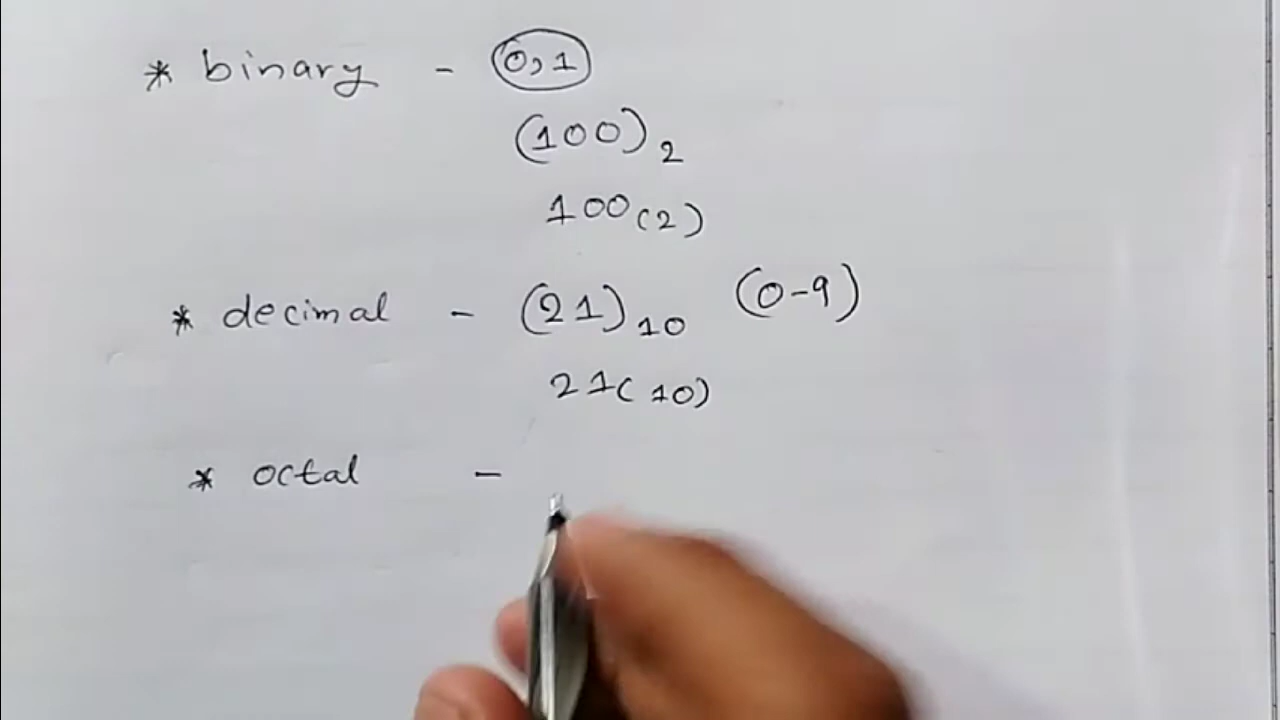 * binary - 0,1
(100)2
100(2)
* decimal - (21)10 (0-9)
21(10)
* octal -